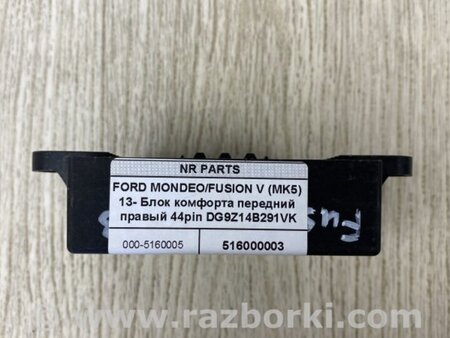 NR PARTS
FORD MONDEO/FUSION V (MK5)
13- Блок комфорта передний
правый 44pin DG9Z14B291VK
000-5160005 516000003
www.razborki.com